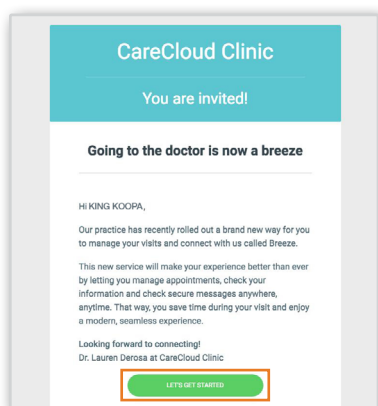 CareCloud Clinic
You are invited!
Going to the doctor is now a breeze
Hi KING KOOPA,
Our practice has recently rolled out a brand new way for you
to manage your visits and connect with us called Breeze.
This new service will make your experience better than ever
by letting you manage appointments, check your
information and check secure messages anywhere,
anytime. That way, you save time during your visit and enjoy
a modern, seamless experience.
Looking forward to connecting!
Dr. Lauren Derosa at CareCloud Clinic
LET'S GET STARTED